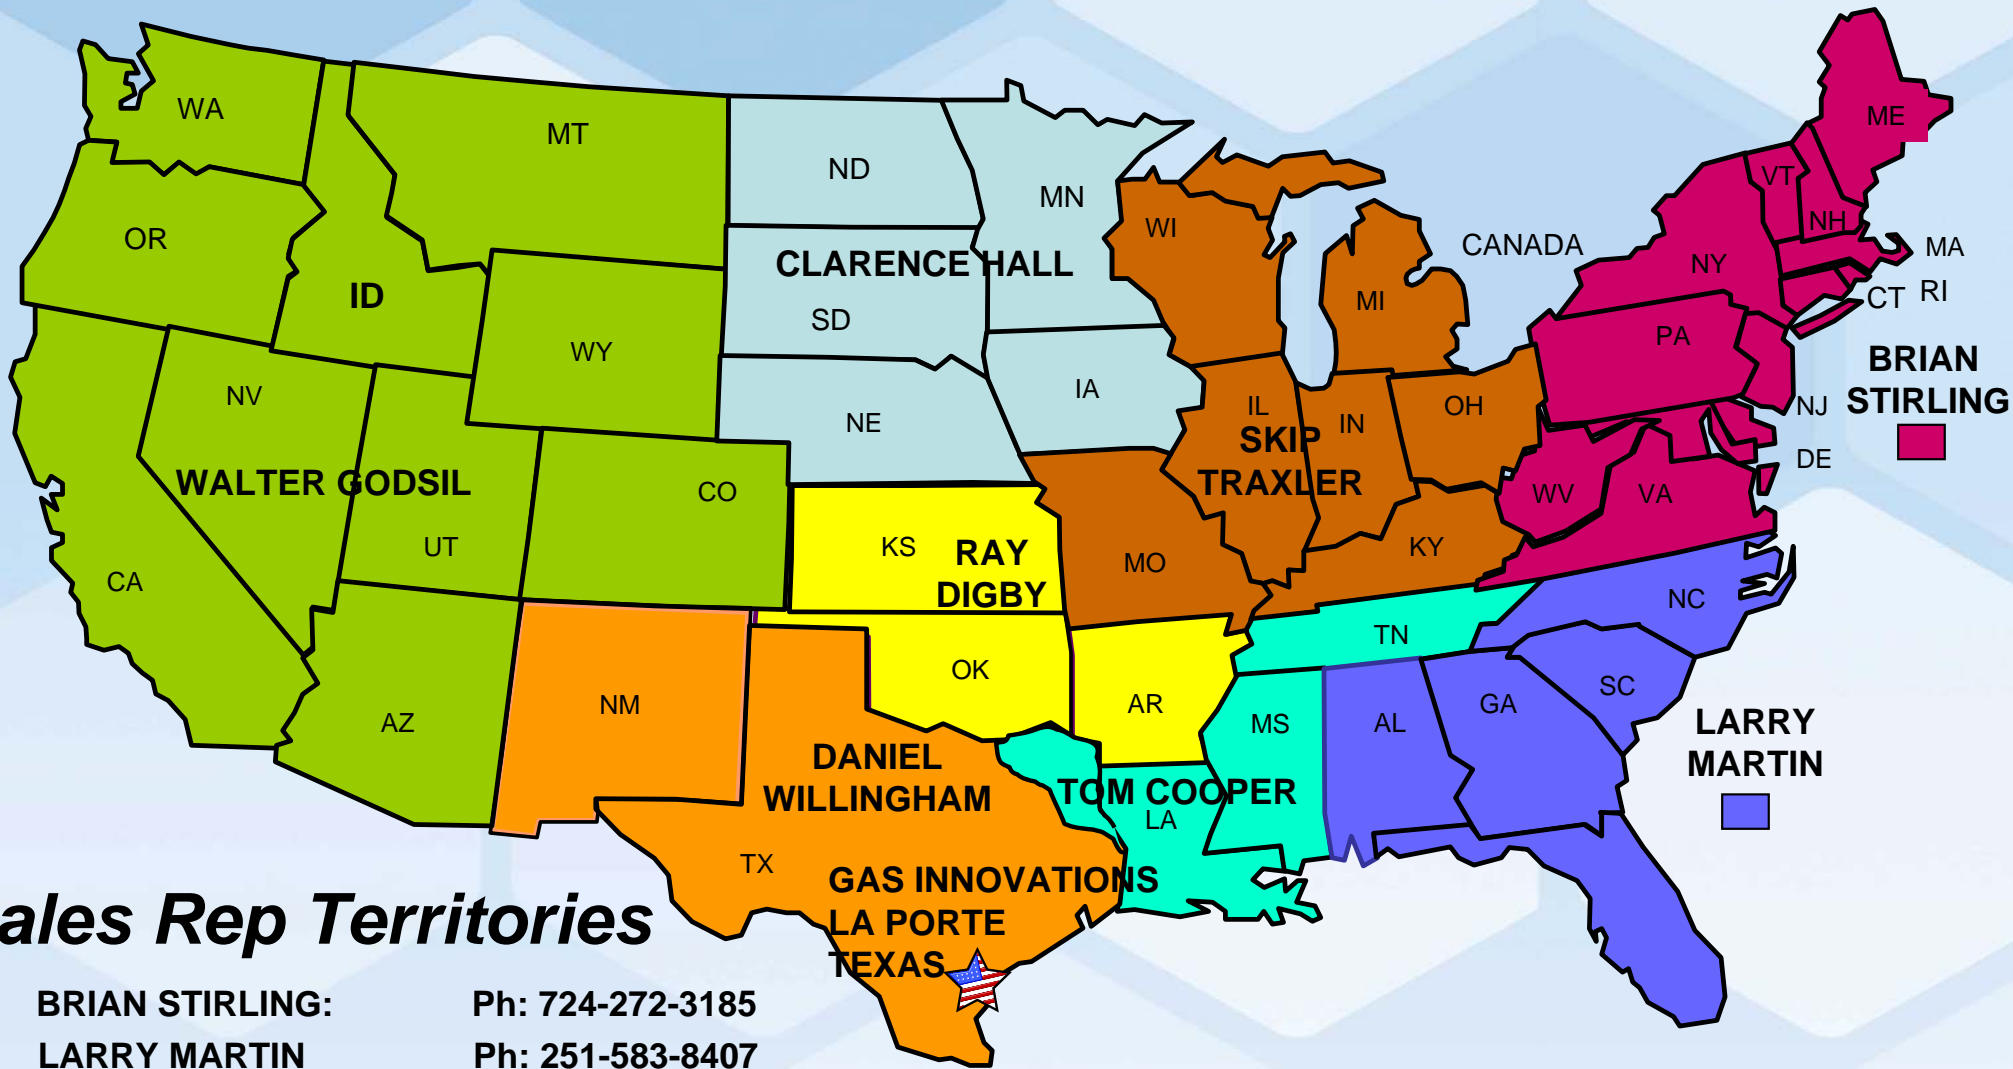 WA
MT
ND
MN
ME
VT
NH
OR
WI
CANADA
MA
NY
CLARENCE HALL
ID
MI
CT RI
SD
PA
WY
BRIAN
STIRLING
NV
IA
NE
IL
IN
OH
NJ
SKIP
TRAXLER
DE
WALTER GODSIL
CO
WV
VA
UT
KS
RAY
DIGBY
KY
MO
CA
NC
TN
OK
NM
AR
SC
AZ
MS
AL
GA
LARRY
MARTIN
DANIEL
WILLINGHAM
TOM COOPER
LA
TX
GAS INNOVATIONS
LA PORTE
TEXAS
ales Rep Territories
BRIAN STIRLING: Ph: 724-272-3185
LARRY MARTIN Ph: 251-583-8407